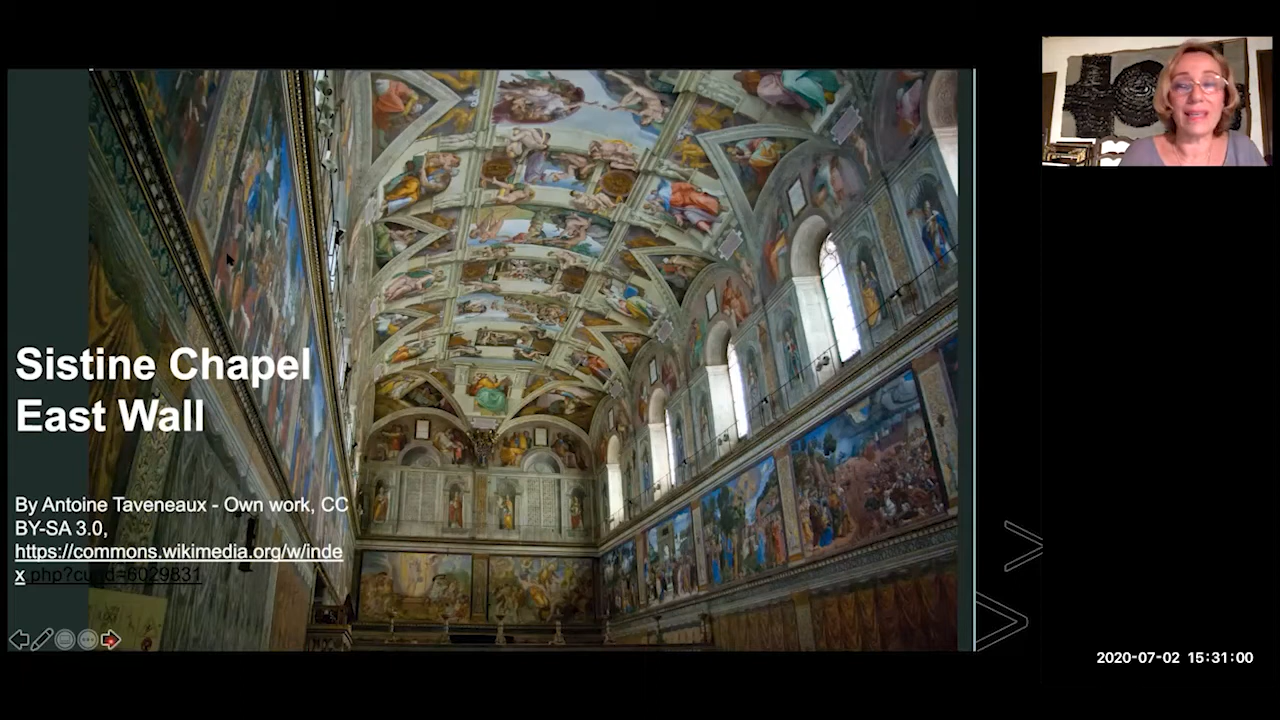 Sistine Chapel
East Wall
By Antoine Taveneaux - Own work, CC
BY-SA 3.0,
https://commons.wikimedia.org/w/inde
x.php?curid=6029831
2020-07-02 15:31:00